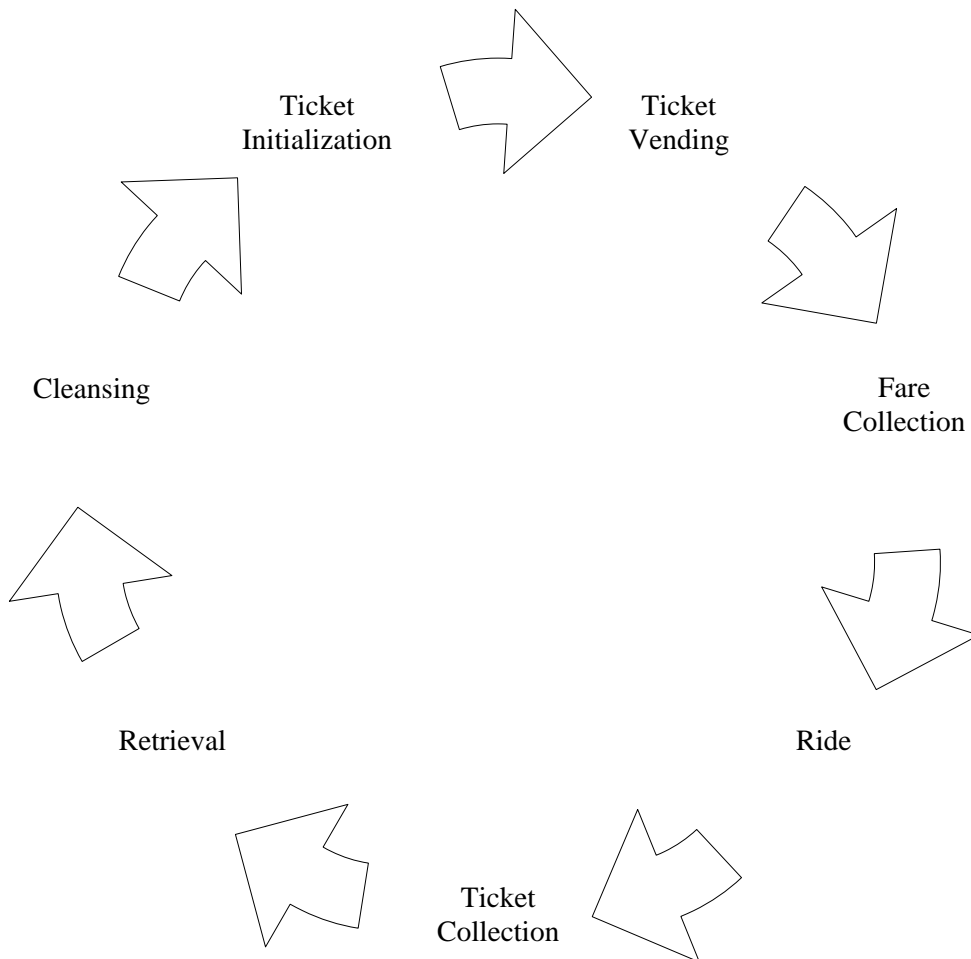 Ticket
Initialization
Ticket
Vending
Fare
Collection
Ride
Ticket
Collection
Retrieval
Cleansing